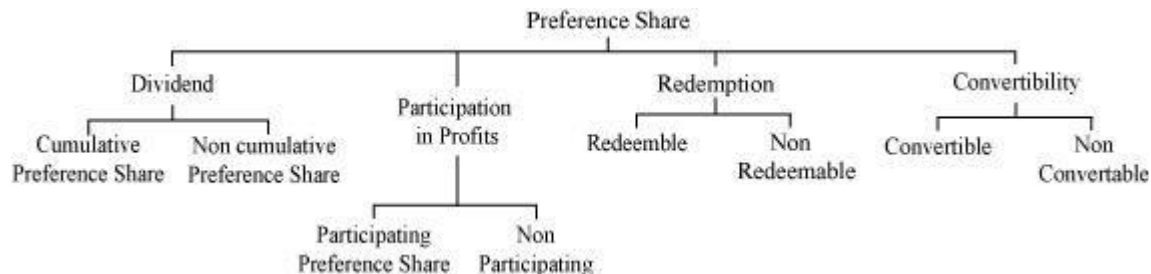 Preference Share
Dividend
Participation
in Profits
Redemption
Convertibility
Cumulative
Preference Share
Non cumulative
Preference Share
Redeemble
Non
Redeemable
Convertible
Non
Convertable
Participating
Preference Share
Non
Participating